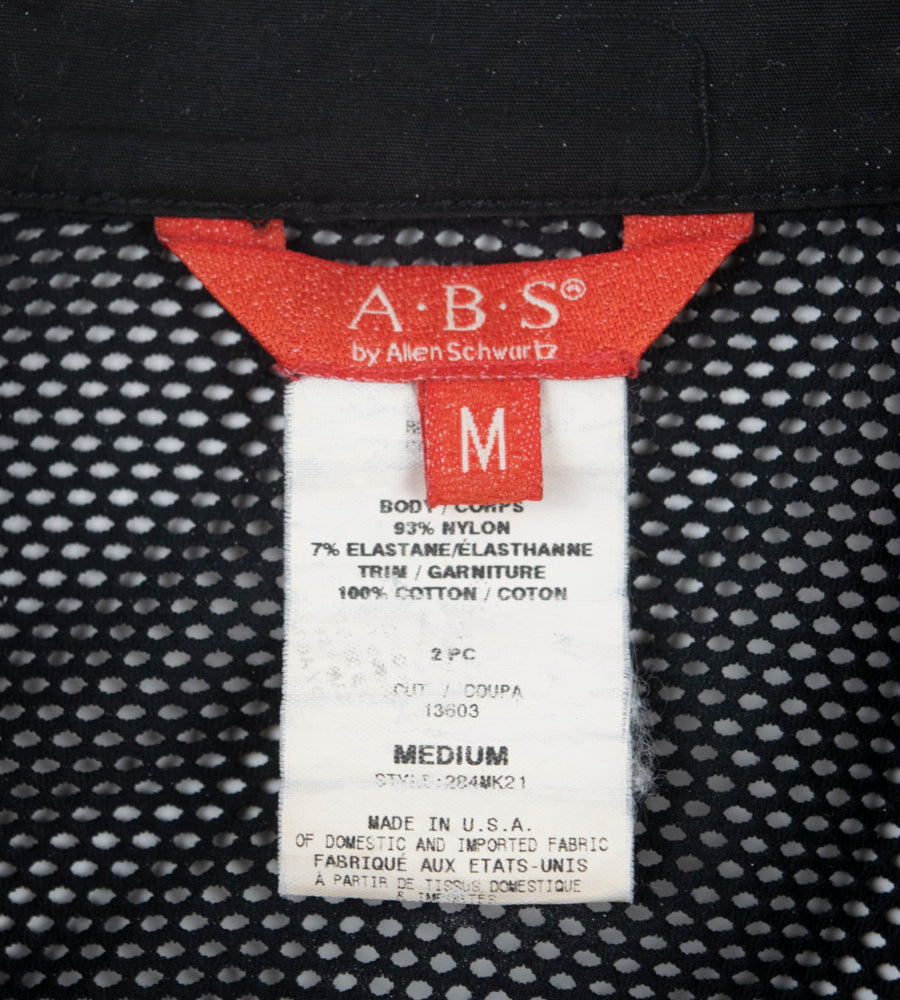 A·B·S®
by Allen Schwartz
M
BODY / CORPS
93% NYLON
7% ELASTANE/ÉLASTHANNE
TRIM / GARNITURE
100% COTTON / COTON
2 PC
CUT / COUPA
13603
MEDIUM
STYLE:284MK21
MADE IN U.S.A.
OF DOMESTIC AND IMPORTED FABRIC
FABRIQUÉ AUX ETATS-UNIS
À PARTIR DE TISSUS DOMESTIQUE